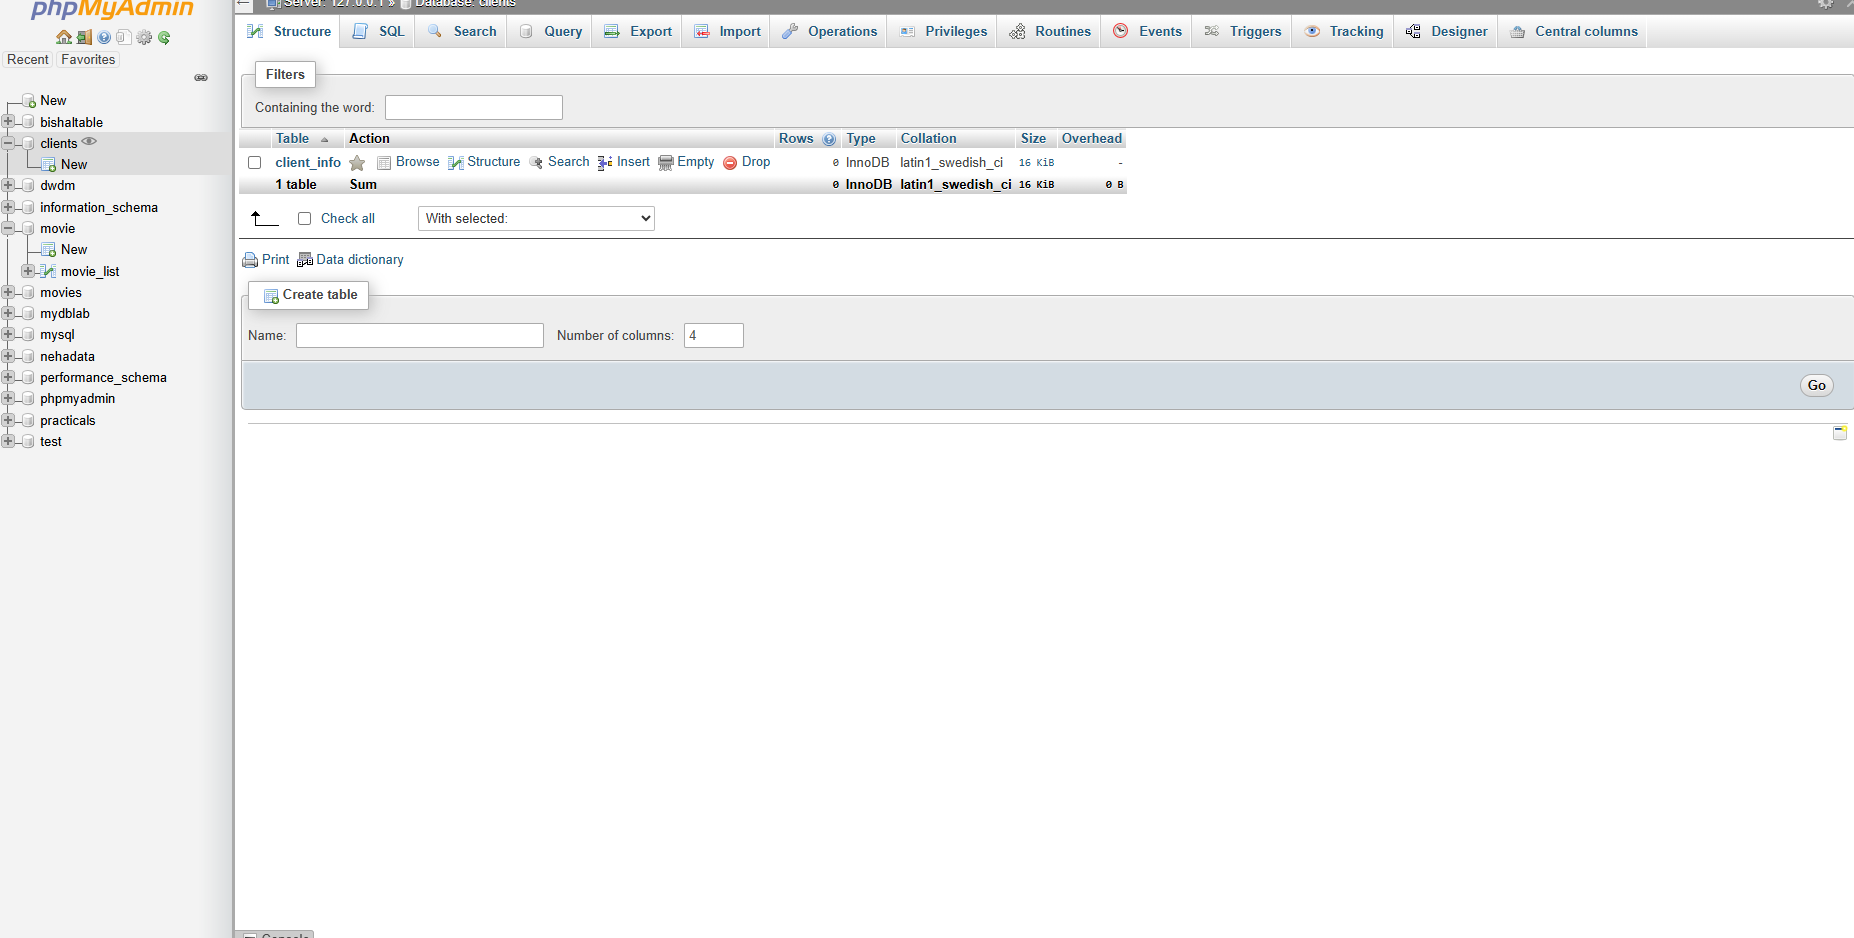 phpMyAdmin
Recent Favorites
New
bishaltable
clients
New
dwdm
information_schema
movie
New
movie_list
movies
mydblab
mysql
nehadata
performance_schema
phpmyadmin
practicals
test
Server: 127.0.0.1 » Database: clients
Structure SQL Search Query Export Import Operations Privileges Routines Events Triggers Tracking Designer Central columns
Filters
Containing the word:
Table Action Rows Type Collation Size Overhead
client_info Browse Structure Search Insert Empty Drop 0 InnoDB latin1_swedish_ci 16 KiB -
1 table Sum 0 InnoDB latin1_swedish_ci 16 KiB 0 B
Check all With selected:
Print Data dictionary
Create table
Name: Number of columns: 4
Go
Console